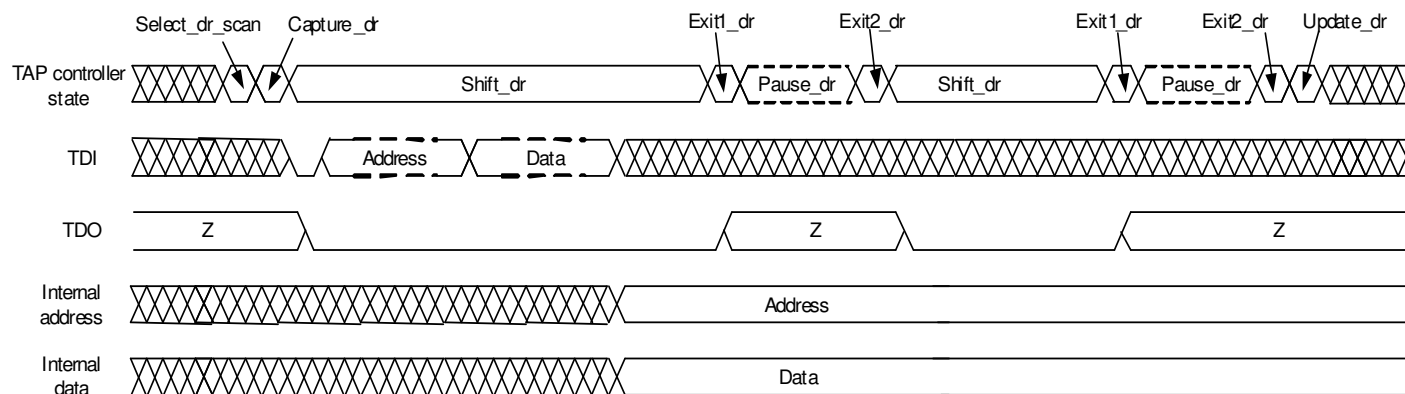 Select_dr_scan Capture_dr Exit1_dr Exit2_dr Exit1_dr Exit2_dr Update_dr
TAP controller
state
Shift_dr Pause_dr Shift_dr Pause_dr
TDI Address Data
TDO Z Z Z
Internal
address
Address
Internal
data
Data